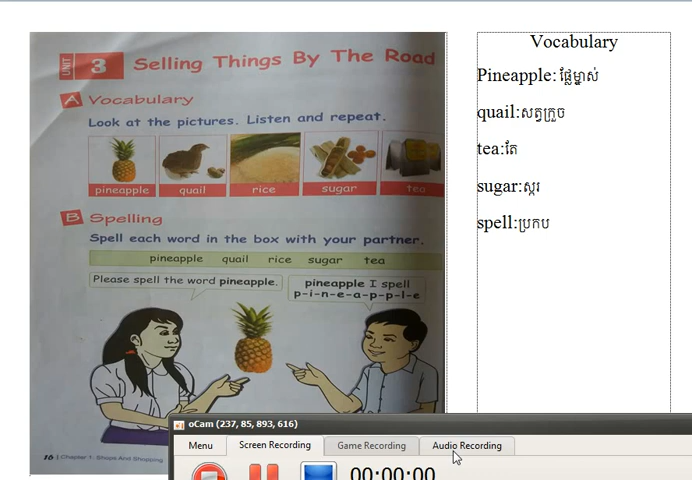 UNIT 3 Selling Things By The Road
A Vocabulary
Look at the pictures. Listen and repeat.
pineapple quail rice sugar tea
B Spelling
Spell each word in the box with your partner.
pineapple quail rice sugar tea
Please spell the word pineapple.
pineapple I spell
p-i-n-e-a-p-p-l-e
16 Chapter 1: Shops And Shopping
Vocabulary
Pineapple: ផ្លែម្នាស់
quail:សត្វក្រួច
tea:តែ
sugar:ស្ករ
spell:ប្រកប
oCam (237, 85, 893, 616)
Menu Screen Recording Game Recording Audio Recording
00:00:00